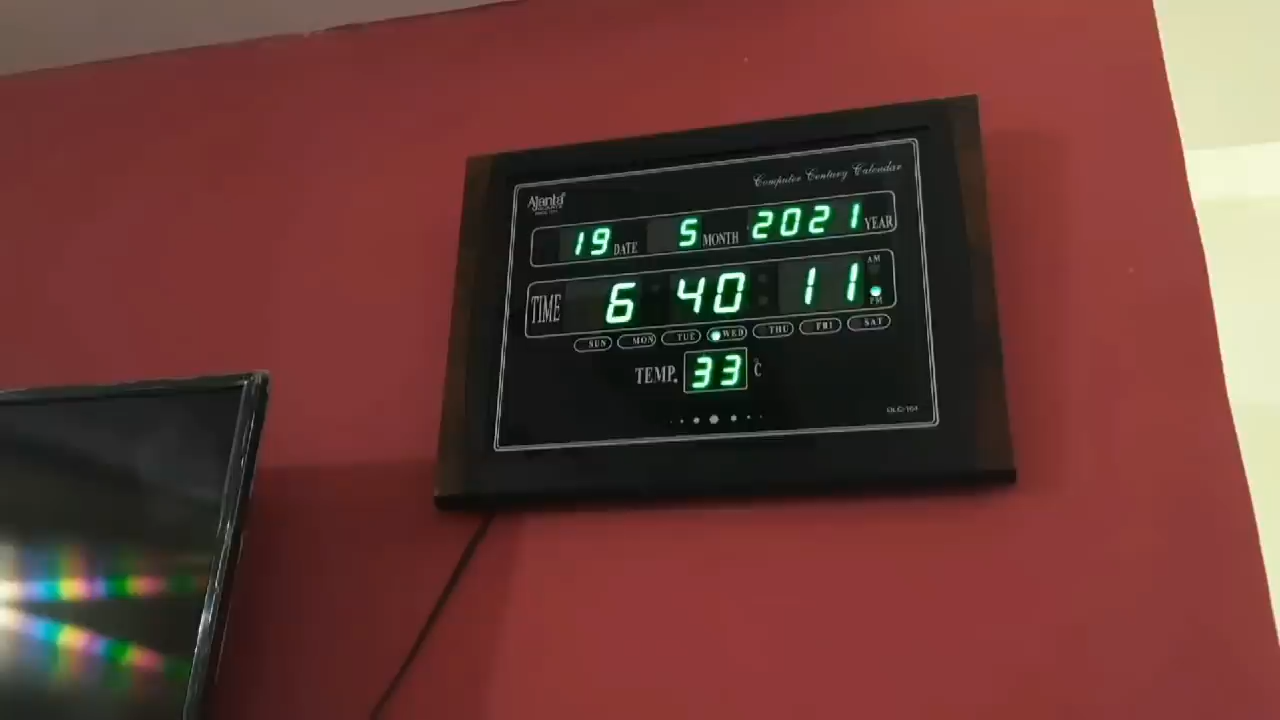 Ajanta
Computer Century Calendar
19 DATE 5 MONTH 2021 YEAR
AM
TIME 6 40 11
PM
SUN MON TUE WED THU FRI SAT
TEMP. 33 °C